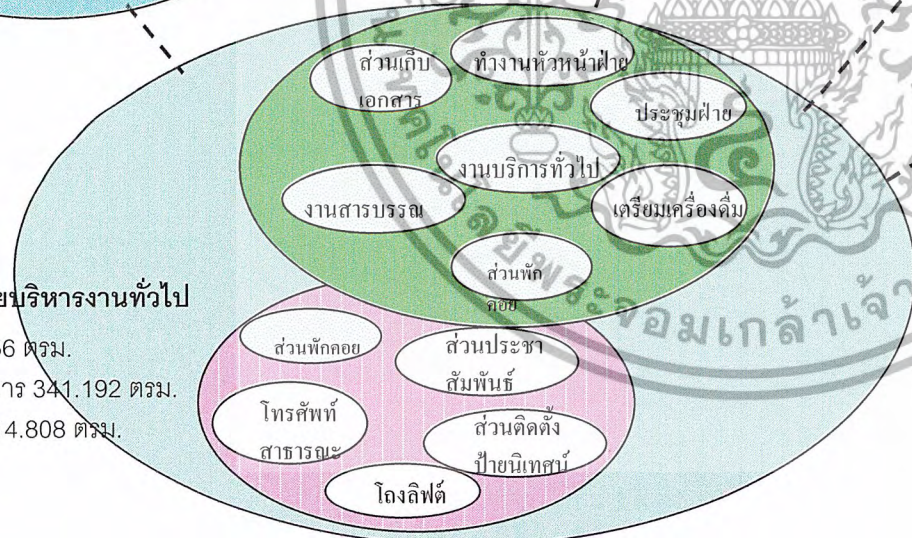 ส่วนเก็บ
เอกสาร
ทำงานหัวหน้าฝ่าย
ประชุมฝ่าย
งานบริการทั่วไป
งานสารบรรณ
เตรียมเครื่องดื่ม
ส่วนพัก
คอย
บริหารงานทั่วไป
ตรม.
341.192 ตรม.
4.808 ตรม.
ส่วนพักคอย
ส่วนประชา
สัมพันธ์
โทรศัพท์
สาธารณะ
ส่วนติดตั้ง
ป้ายนิเทศน์
โถงลิฟต์
พระจอมเกล้าเจ้า